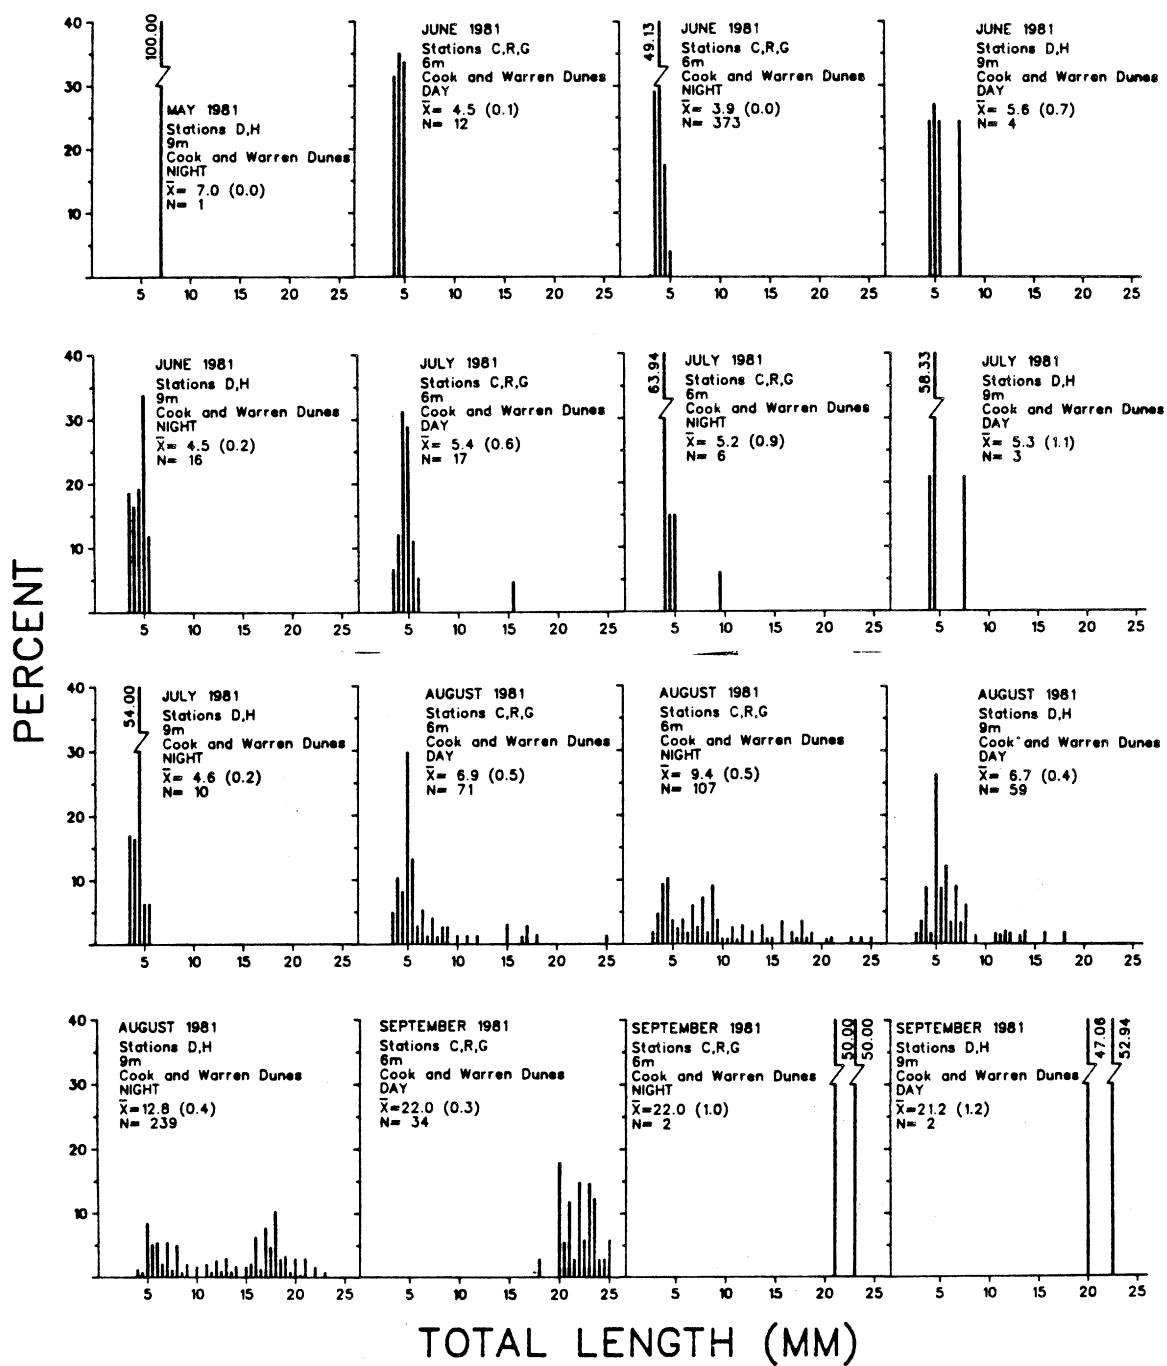 PERCENT
40
30
20
10
100.00
MAY 1981
Stations D,H
9m
Cook and Warren Dunes
NIGHT
X̅= 7.0 (0.0)
N= 1
5 10 15 20 25
JUNE 1981
Stations C,R,G
6m
Cook and Warren Dunes
DAY
X̅= 4.5 (0.1)
N= 12
5 10 15 20 25
49.13
JUNE 1981
Stations C,R,G
6m
Cook and Warren Dunes
NIGHT
X̅= 3.9 (0.0)
N= 373
5 10 15 20 25
JUNE 1981
Stations D,H
9m
Cook and Warren Dunes
DAY
X̅= 5.6 (0.7)
N= 4
5 10 15 20 25
40
30
20
10
JUNE 1981
Stations D,H
9m
Cook and Warren Dunes
NIGHT
X̅= 4.5 (0.2)
N= 16
5 10 15 20 25
JULY 1981
Stations C,R,G
6m
Cook and Warren Dunes
DAY
X̅= 5.4 (0.6)
N= 17
5 10 15 20 25
63.94
JULY 1981
Stations C,R,G
6m
Cook and Warren Dunes
NIGHT
X̅= 5.2 (0.9)
N= 6
5 10 15 20 25
58.33
JULY 1981
Stations D,H
9m
Cook and Warren Dunes
DAY
X̅= 5.3 (1.1)
N= 3
5 10 15 20 25
40
30
20
10
54.00
JULY 1981
Stations D,H
9m
Cook and Warren Dunes
NIGHT
X̅= 4.6 (0.2)
N= 10
5 10 15 20 25
AUGUST 1981
Stations C,R,G
6m
Cook and Warren Dunes
DAY
X̅= 6.9 (0.5)
N= 71
5 10 15 20 25
AUGUST 1981
Stations C,R,G
6m
Cook and Warren Dunes
NIGHT
X̅= 9.4 (0.5)
N= 107
5 10 15 20 25
AUGUST 1981
Stations D,H
9m
Cook and Warren Dunes
DAY
X̅= 6.7 (0.4)
N= 59
5 10 15 20 25
40
30
20
10
AUGUST 1981
Stations D,H
9m
Cook and Warren Dunes
NIGHT
X̅=12.8 (0.4)
N= 239
5 10 15 20 25
SEPTEMBER 1981
Stations C,R,G
6m
Cook and Warren Dunes
DAY
X̅=22.0 (0.3)
N= 34
5 10 15 20 25
SEPTEMBER 1981
Stations C,R,G
6m
Cook and Warren Dunes
NIGHT
X̅=22.0 (1.0)
N= 2
50.00
50.00
5 10 15 20 25
SEPTEMBER 1981
Stations D,H
9m
Cook and Warren Dunes
DAY
X̅=21.2 (1.2)
N= 2
47.06
52.94
5 10 15 20 25
TOTAL LENGTH (MM)